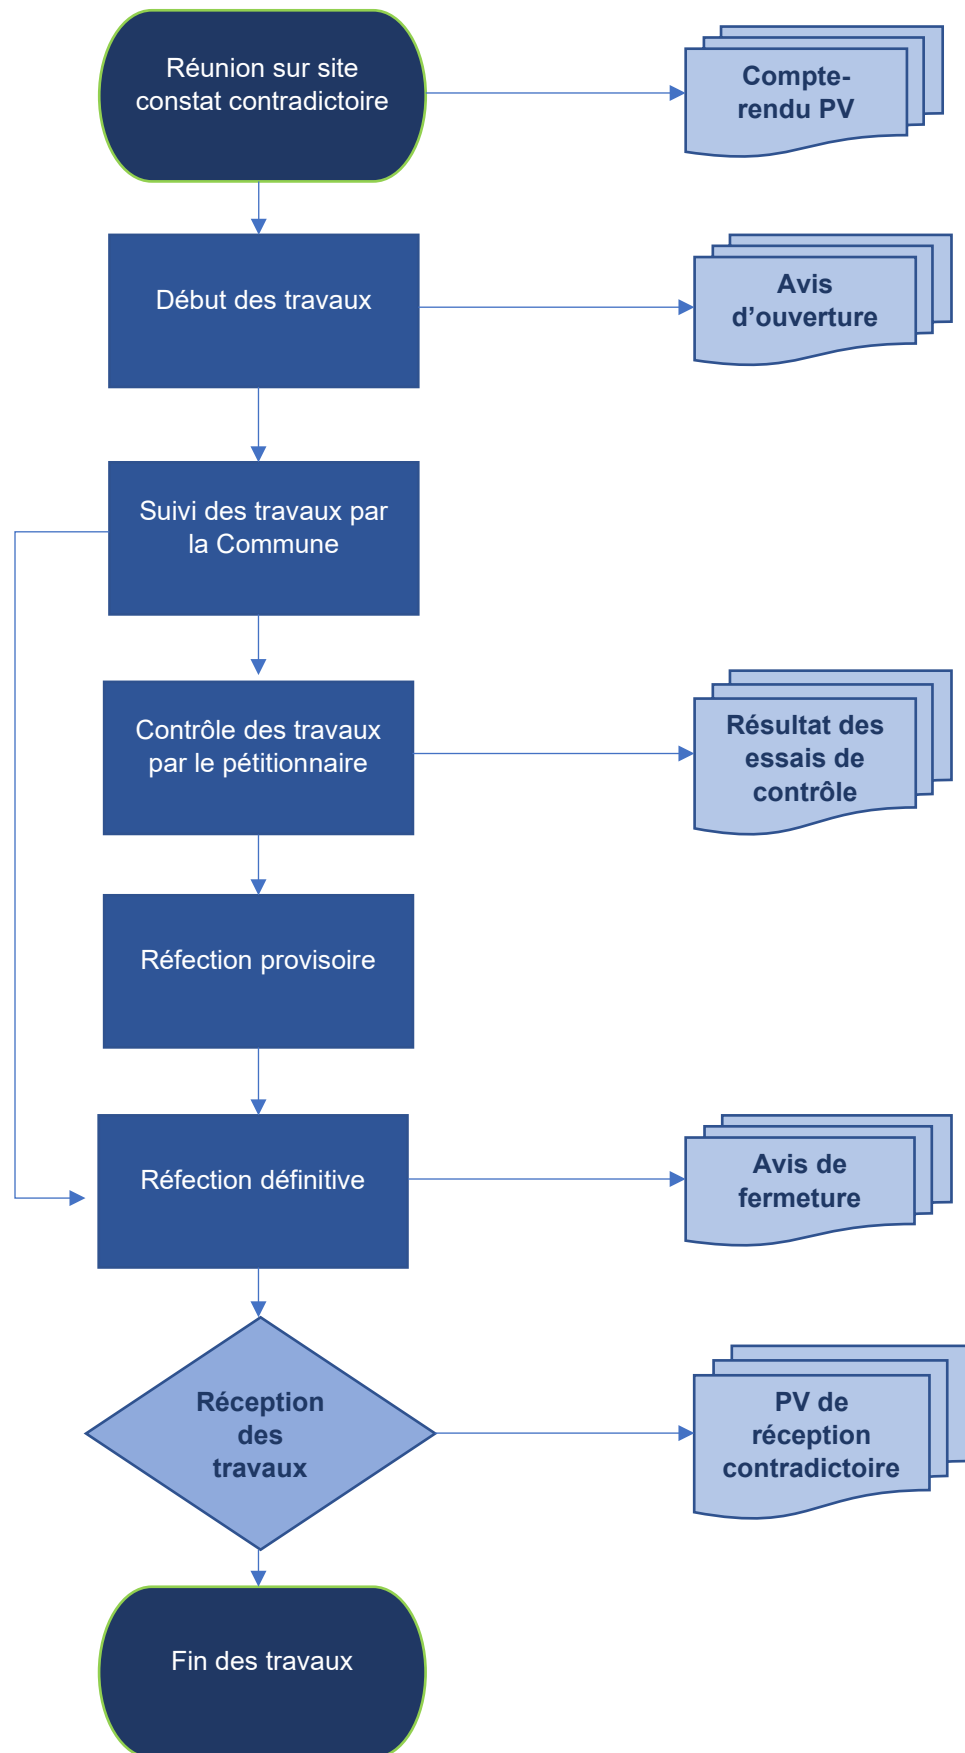 Réunion sur site
constat contradictoire
Compte-
rendu PV
Début des travaux
Avis
d’ouverture
Suivi des travaux par
la Commune
Contrôle des travaux
par le pétitionnaire
Résultat des
essais de
contrôle
Réfection provisoire
Réfection définitive
Avis de
fermeture
Réception
des
travaux
PV de
réception
contradictoire
Fin des travaux